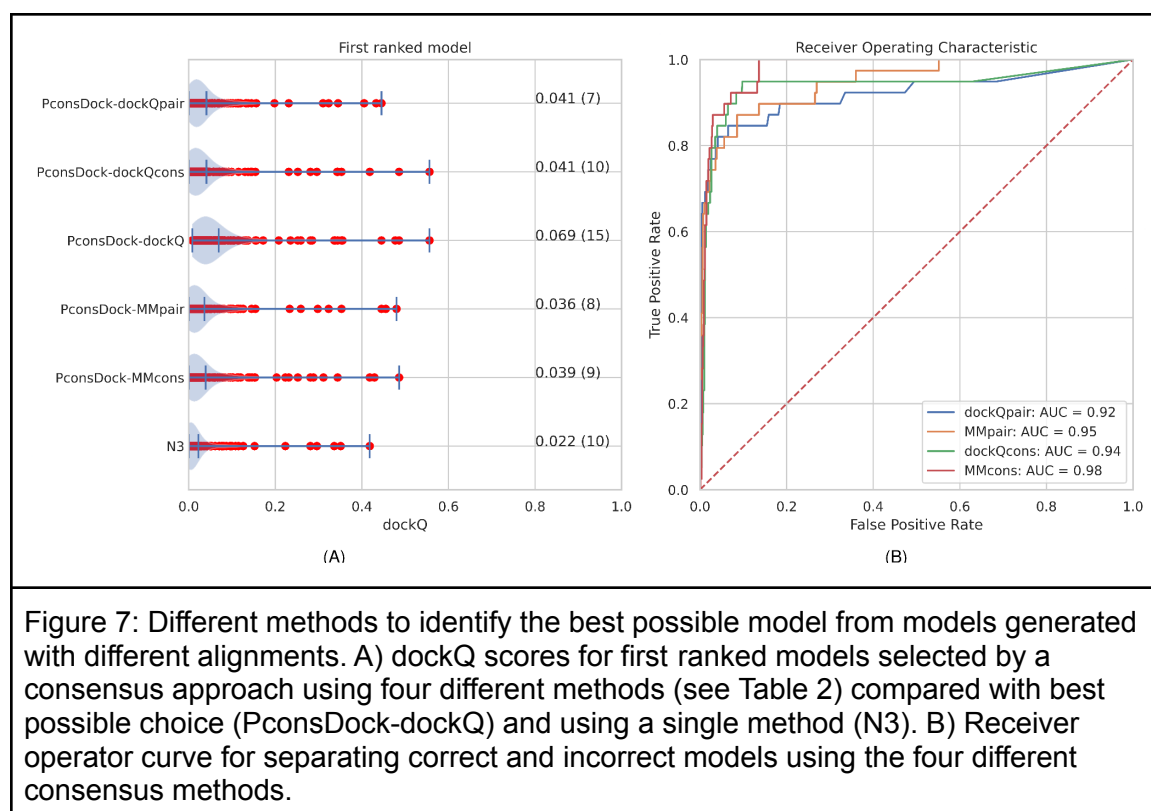 First ranked model
PconsDock-dockQpair
0.041 (7)
PconsDock-dockQcons
0.041 (10)
PconsDock-dockQ
0.069 (15)
PconsDock-MMpair
0.036 (8)
PconsDock-MMcons
0.039 (9)
N3
0.022 (10)
0.0 0.2 0.4 0.6 0.8 1.0
dockQ
(A)
Receiver Operating Characteristic
1.0
0.8
0.6
0.4
0.2
0.0
True Positive Rate
dockQpair: AUC = 0.92
MMpair: AUC = 0.95
dockQcons: AUC = 0.94
MMcons: AUC = 0.98
0.0 0.2 0.4 0.6 0.8 1.0
False Positive Rate
(B)
Figure 7: Different methods to identify the best possible model from models generated
with different alignments. A) dockQ scores for first ranked models selected by a
consensus approach using four different methods (see Table 2) compared with best
possible choice (PconsDock-dockQ) and using a single method (N3). B) Receiver
operator curve for separating correct and incorrect models using the four different
consensus methods.